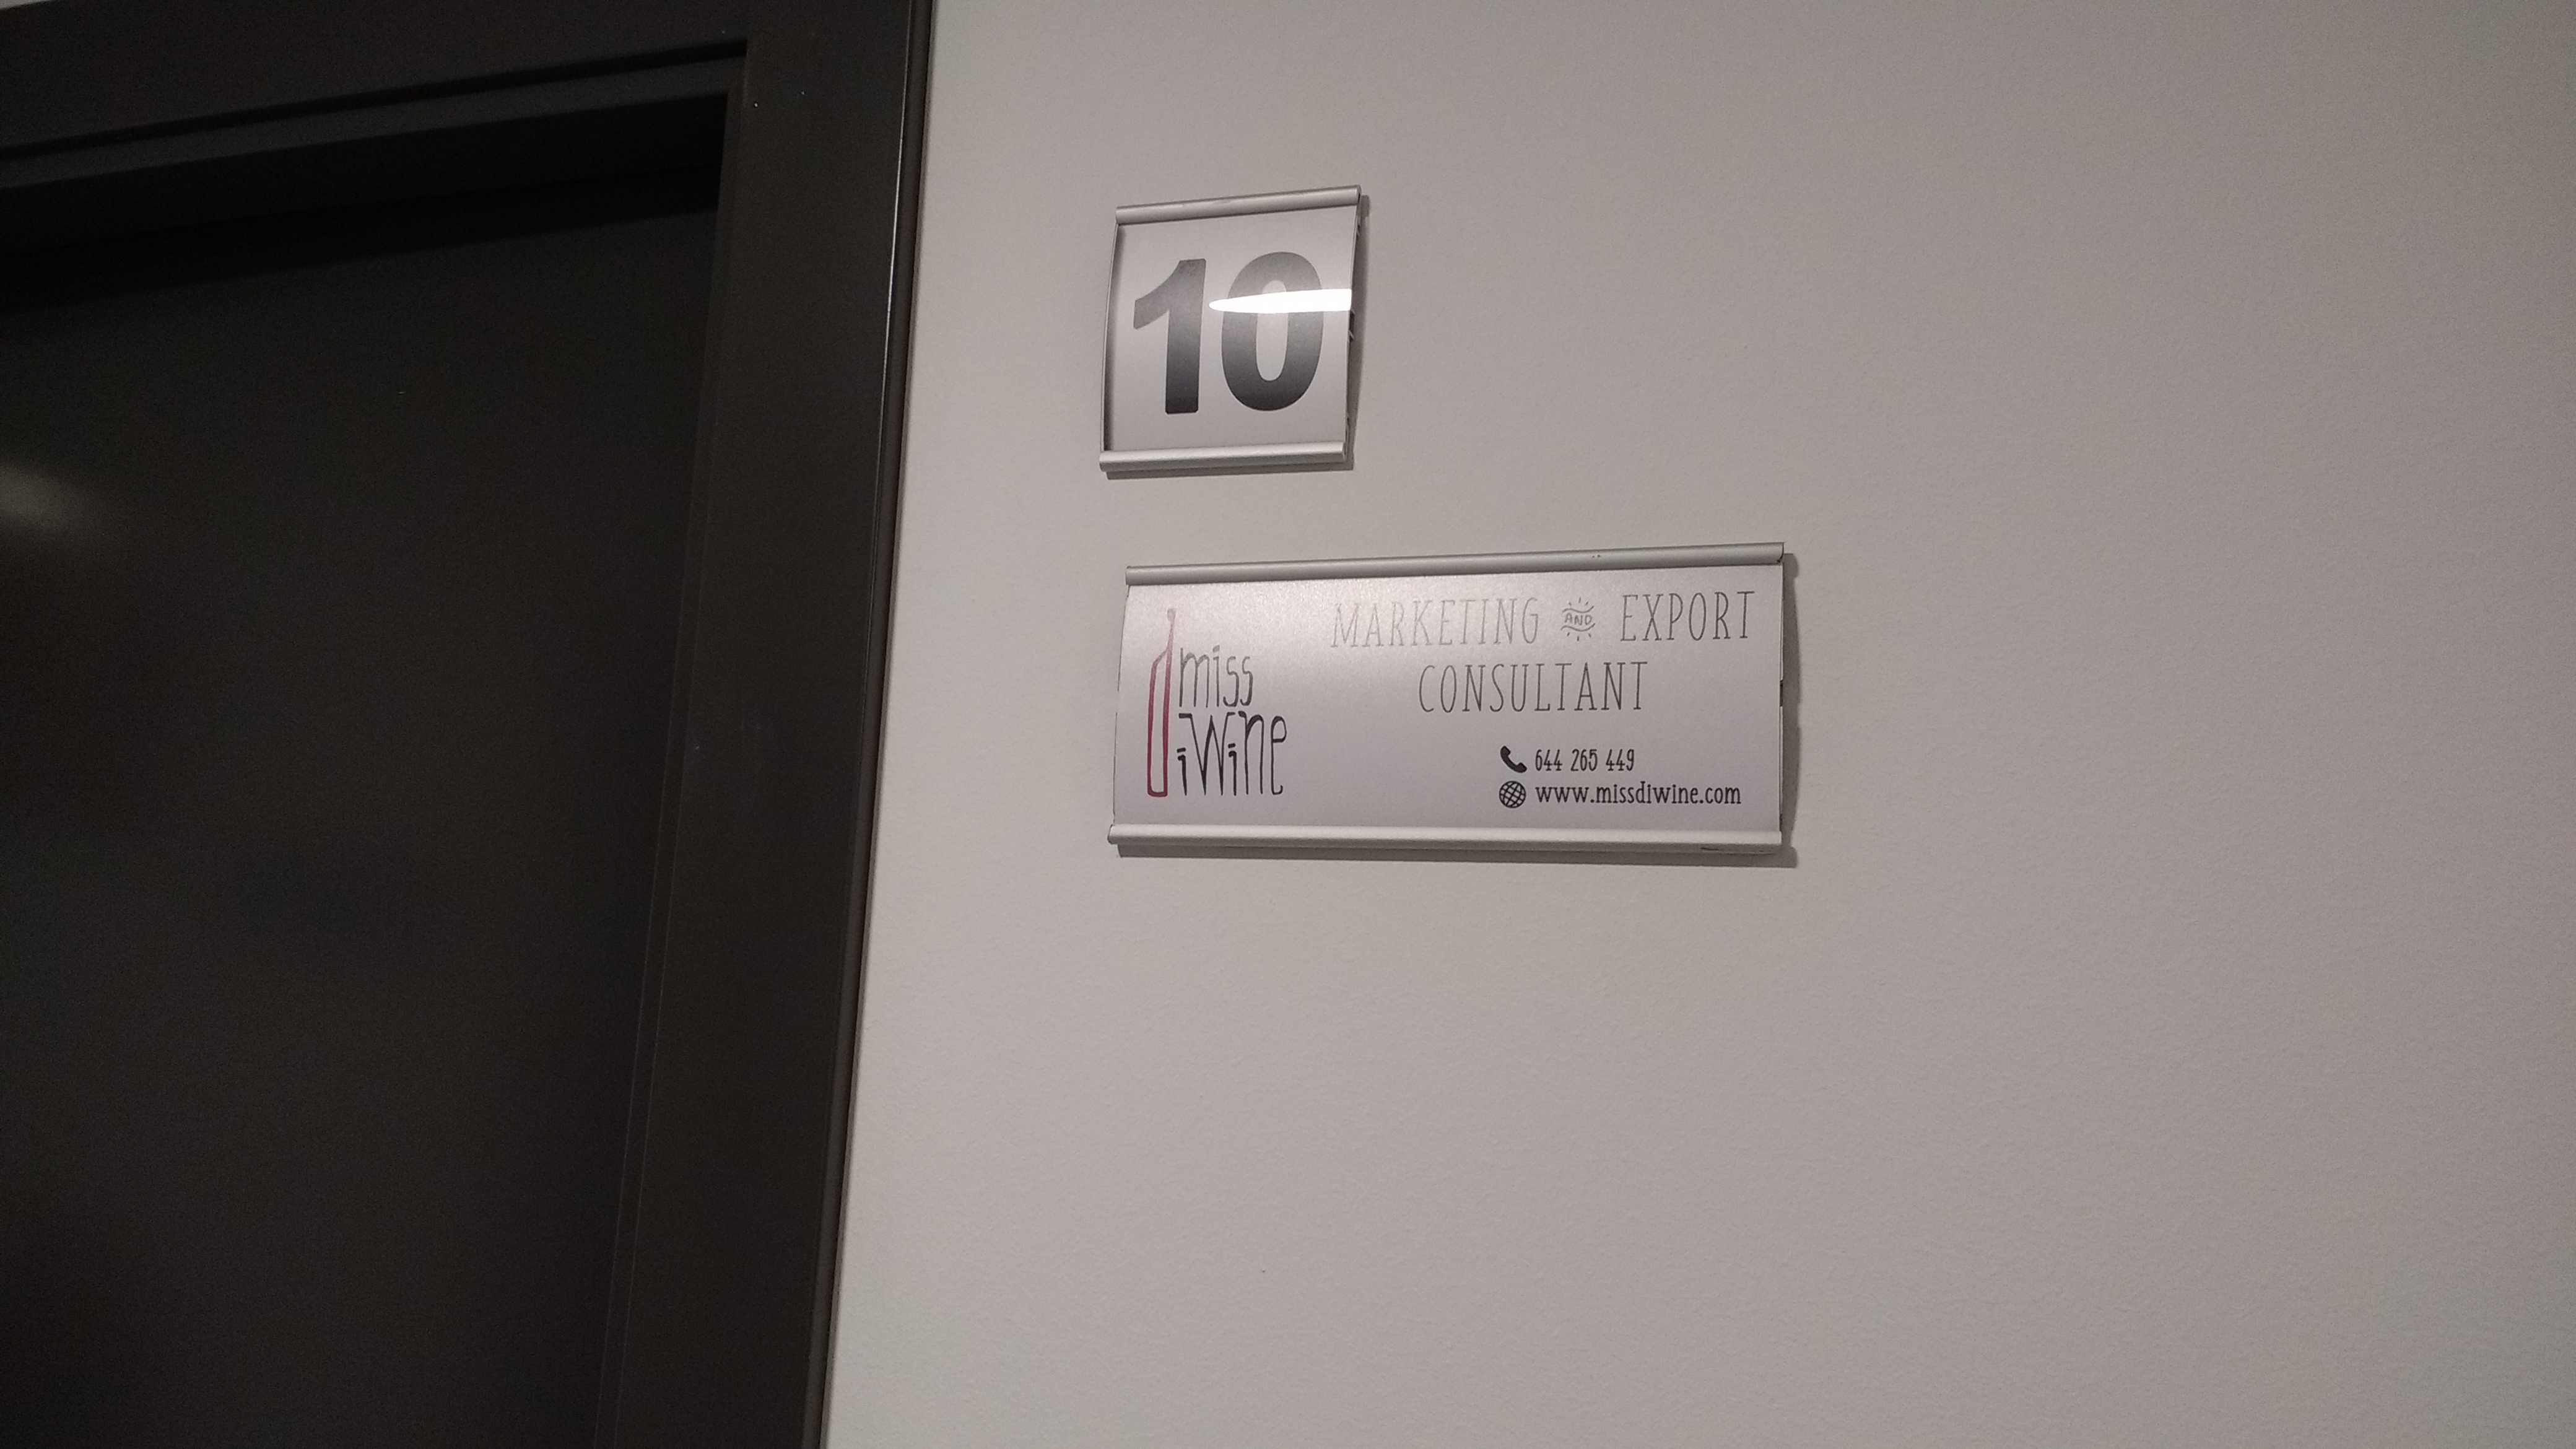 10
miss
diwine
MARKETING AND EXPORT
CONSULTANT
644 265 449
www.missdiwine.com